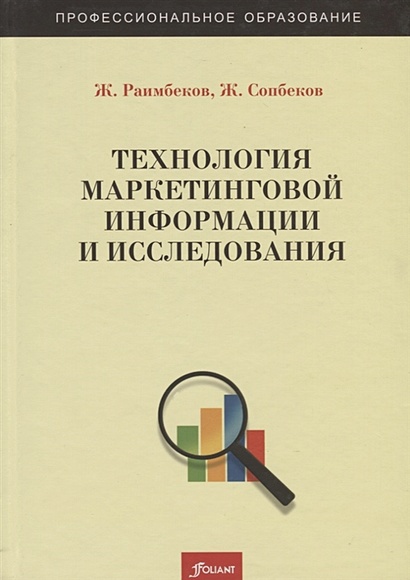 ПРОФЕССИОНАЛЬНОЕ ОБРАЗОВАНИЕ
Ж. Раимбеков, Ж. Сопбеков
ТЕХНОЛОГИЯ
МАРКЕТИНГОВОЙ
ИНФОРМАЦИИ
И ИССЛЕДОВАНИЯ
FOLIANT